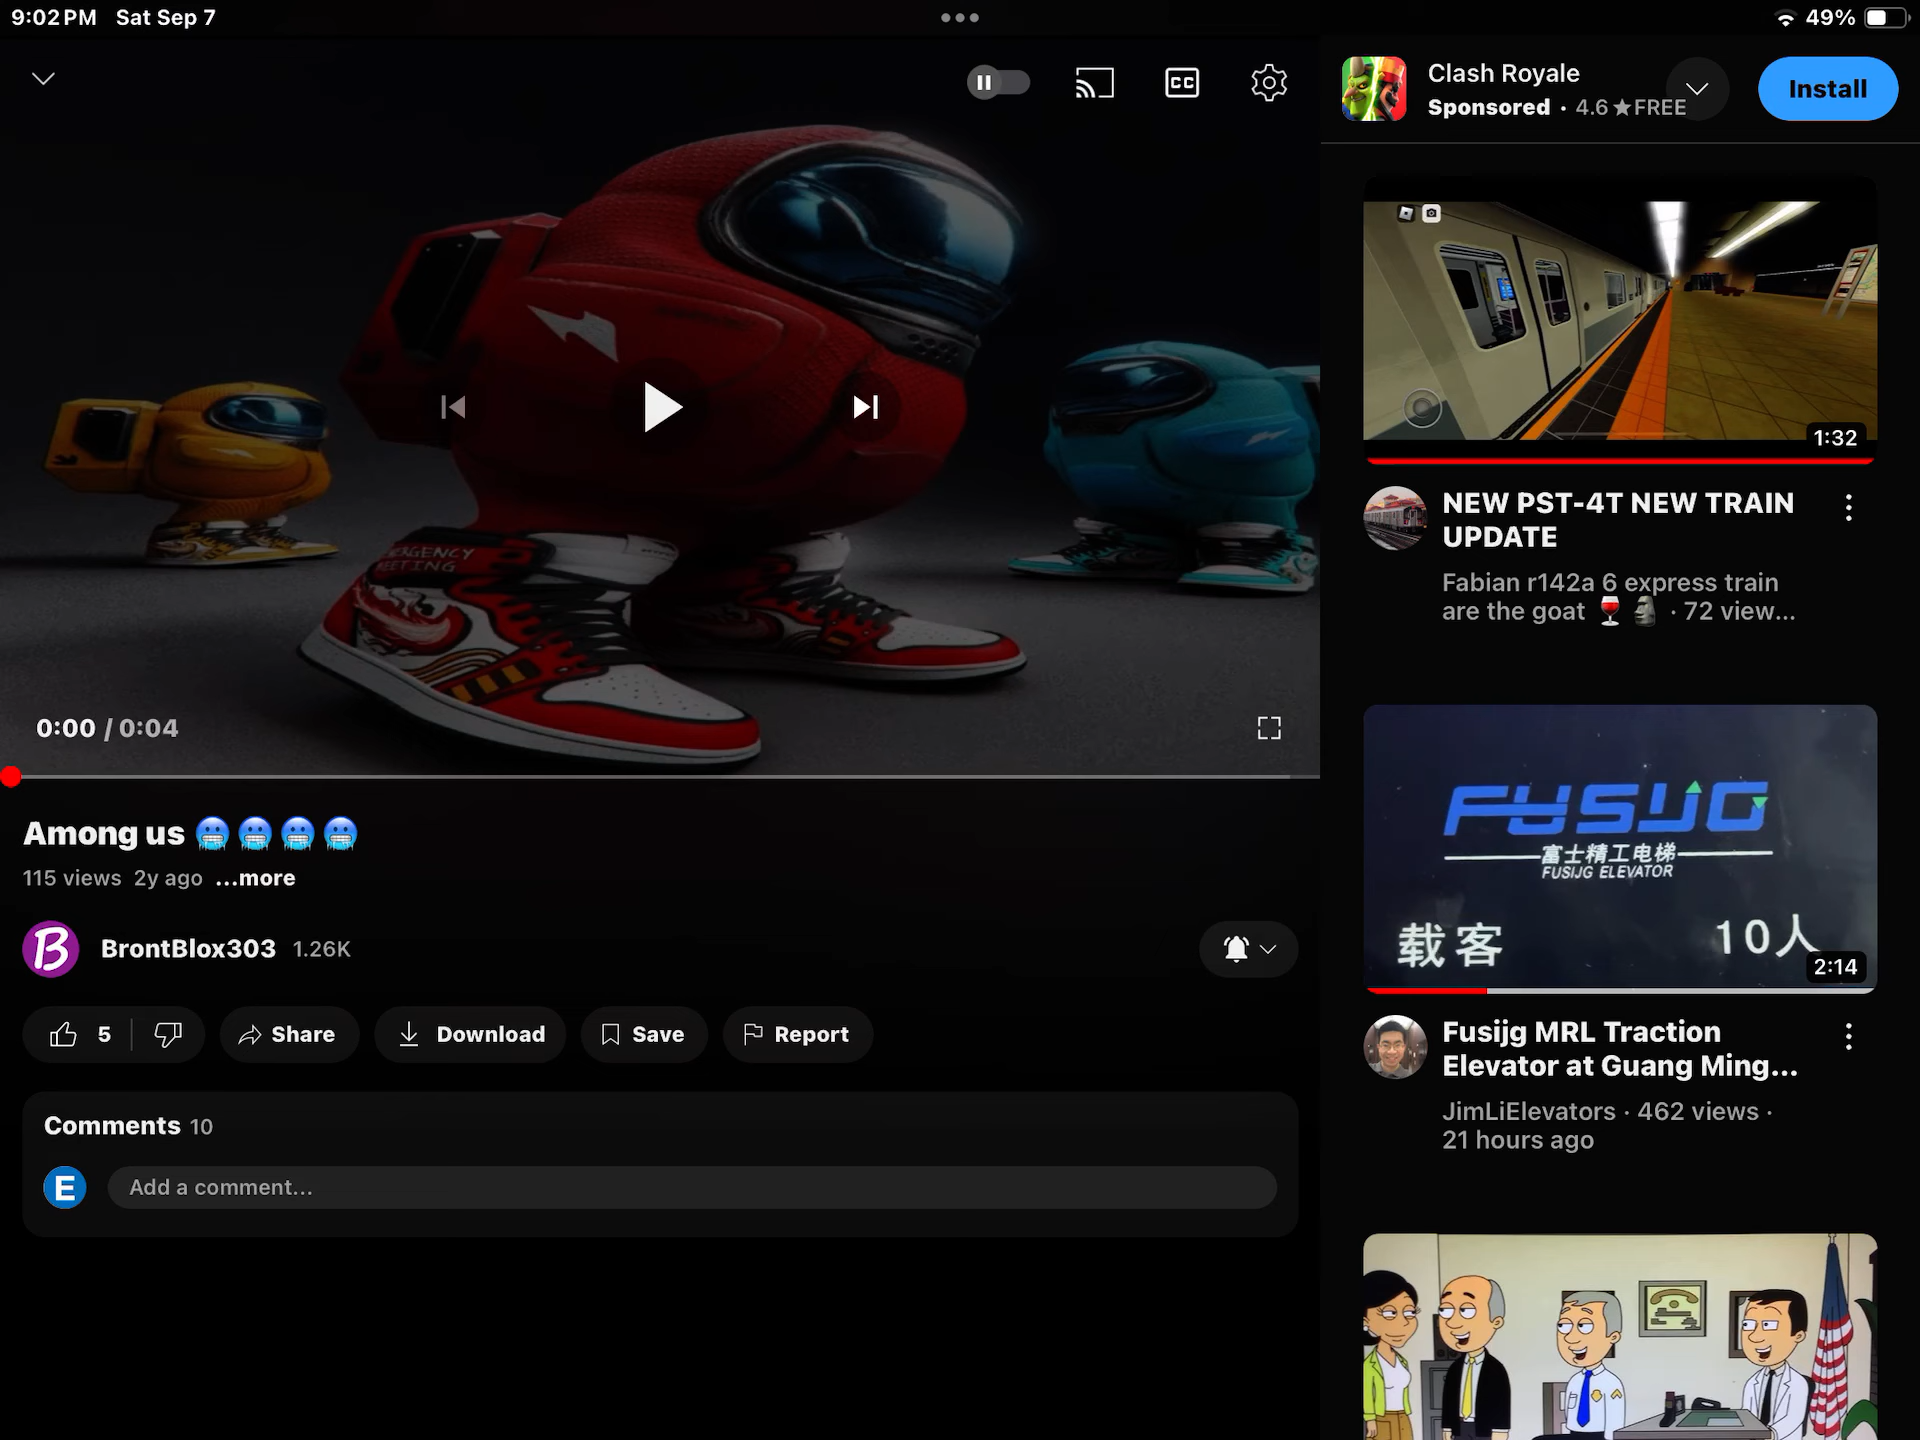 9:02 PM Sat Sep 7
49%
CC
Clash Royale
Sponsored · 4.6★FREE
Install
EMERGENCY
MEETING
0:00 / 0:04
Among us 🥶🥶🥶🥶
115 views 2y ago ...more
B
BrontBlox303 1.26K
5
Share
Download
Save
Report
Comments 10
E
Add a comment...
1:32
NEW PST-4T NEW TRAIN
UPDATE
Fabian r142a 6 express train
are the goat 🍷🗿 · 72 view...
FUSIJG
富士精工电梯
FUSIJG ELEVATOR
载客 10人
2:14
Fusijg MRL Traction
Elevator at Guang Ming...
JimLiElevators · 462 views ·
21 hours ago